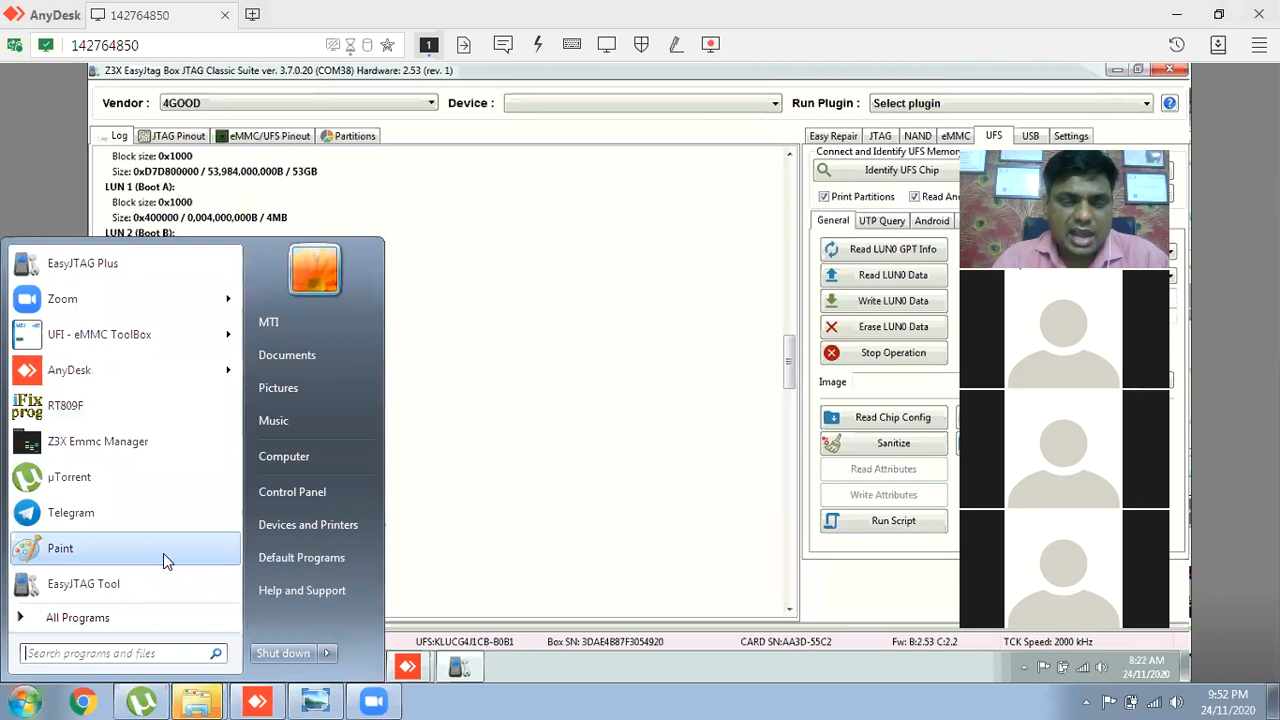 AnyDesk
142764850
142764850
1
Z3X EasyJtag Box JTAG Classic Suite ver. 3.7.0.20 (COM38) Hardware: 2.53 (rev. 1)
Vendor : 4GOOD Device : Run Plugin : Select plugin
Log JTAG Pinout eMMC/UFS Pinout Partitions
Easy Repair JTAG NAND eMMC UFS USB Settings
Block size: 0x1000
Size: 0xD7D800000 / 53,984,000,000B / 53GB
LUN 1 (Boot A):
Block size: 0x1000
Size: 0x400000 / 0,004,000,000B / 4MB
LUN 2 (Boot B):
Connect and Identify UFS Memor
Identify UFS Chip
Print Partitions Read An
General UTP Query Android
Read LUN0 GPT Info
Read LUN0 Data
Write LUN0 Data
Erase LUN0 Data
Stop Operation
Image
Read Chip Config
Sanitize
Read Attributes
Write Attributes
Run Script
EasyJTAG Plus
Zoom
UFI - eMMC ToolBox
AnyDesk
iFix
prog
RT809F
Z3X Emmc Manager
µTorrent
Telegram
Paint
EasyJTAG Tool
All Programs
Search programs and files
MTI
Documents
Pictures
Music
Computer
Control Panel
Devices and Printers
Default Programs
Help and Support
Shut down
UFS:KLUCG4J1CB-B0B1 Box SN: 3DAE4B87F3054920 CARD SN: AA3D-55C2 Fw: B:2.53 C:2.2 TCK Speed: 2000 kHz
8:22 AM
24/11/2020
9:52 PM
24/11/2020